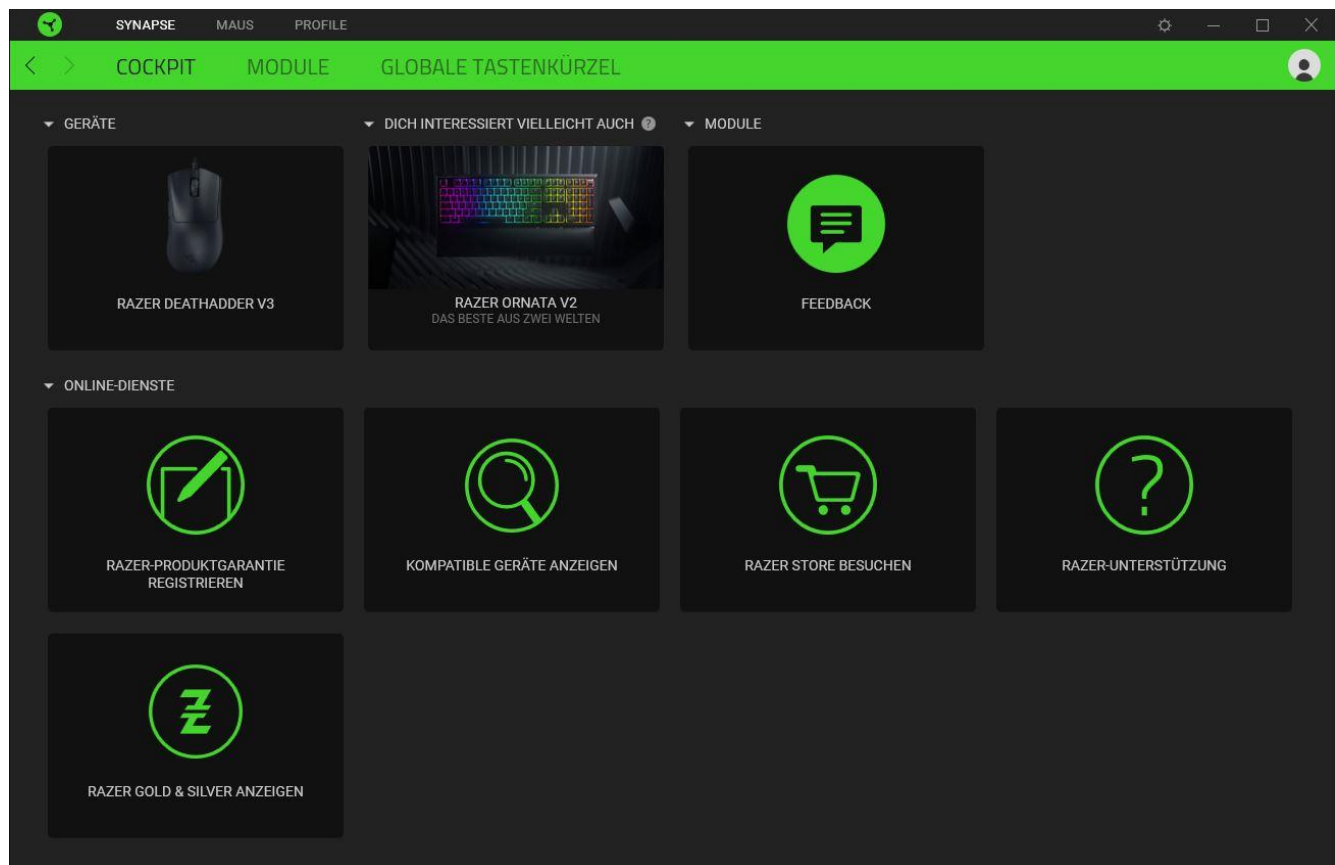 SYNAPSE MAUS PROFILE
COCKPIT MODULE GLOBALE TASTENKÜRZEL
GERÄTE
DICH INTERESSIERT VIELLEICHT AUCH ?
MODULE
RAZER DEATHADDER V3
RAZER ORNATA V2
DAS BESTE AUS ZWEI WELTEN
FEEDBACK
ONLINE-DIENSTE
RAZER-PRODUKTGARANTIE
REGISTRIEREN
KOMPATIBLE GERÄTE ANZEIGEN
RAZER STORE BESUCHEN
RAZER-UNTERSTÜTZUNG
RAZER GOLD & SILVER ANZEIGEN